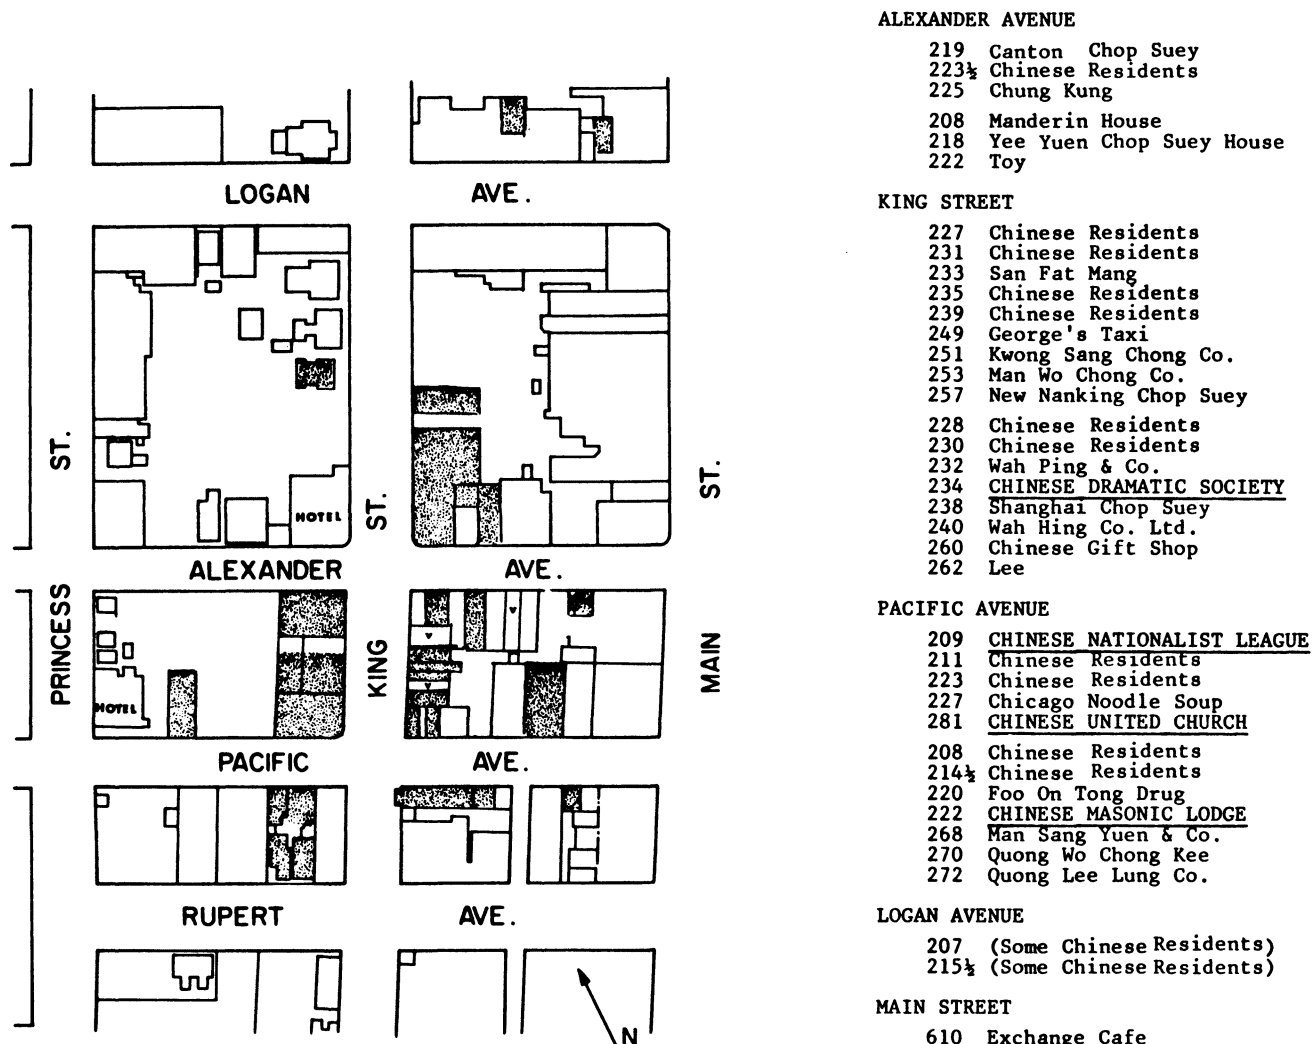 LOGAN AVE.
ST.
ST.
ST.
HOTEL
ALEXANDER AVE.
PRINCESS
KING
MAIN
HOTEL
PACIFIC AVE.
RUPERT AVE.
N
ALEXANDER AVENUE
219 Canton Chop Suey
223½ Chinese Residents
225 Chung Kung
208 Manderin House
218 Yee Yuen Chop Suey House
222 Toy
KING STREET
227 Chinese Residents
231 Chinese Residents
233 San Fat Mang
235 Chinese Residents
239 Chinese Residents
249 George's Taxi
251 Kwong Sang Chong Co.
253 Man Wo Chong Co.
257 New Nanking Chop Suey
228 Chinese Residents
230 Chinese Residents
232 Wah Ping & Co.
234 CHINESE DRAMATIC SOCIETY
238 Shanghai Chop Suey
240 Wah Hing Co. Ltd.
260 Chinese Gift Shop
262 Lee
PACIFIC AVENUE
209 CHINESE NATIONALIST LEAGUE
211 Chinese Residents
223 Chinese Residents
227 Chicago Noodle Soup
281 CHINESE UNITED CHURCH
208 Chinese Residents
214½ Chinese Residents
220 Foo On Tong Drug
222 CHINESE MASONIC LODGE
268 Man Sang Yuen & Co.
270 Quong Wo Chong Kee
272 Quong Lee Lung Co.
LOGAN AVENUE
207 (Some Chinese Residents)
215½ (Some Chinese Residents)
MAIN STREET
610 Exchange Cafe